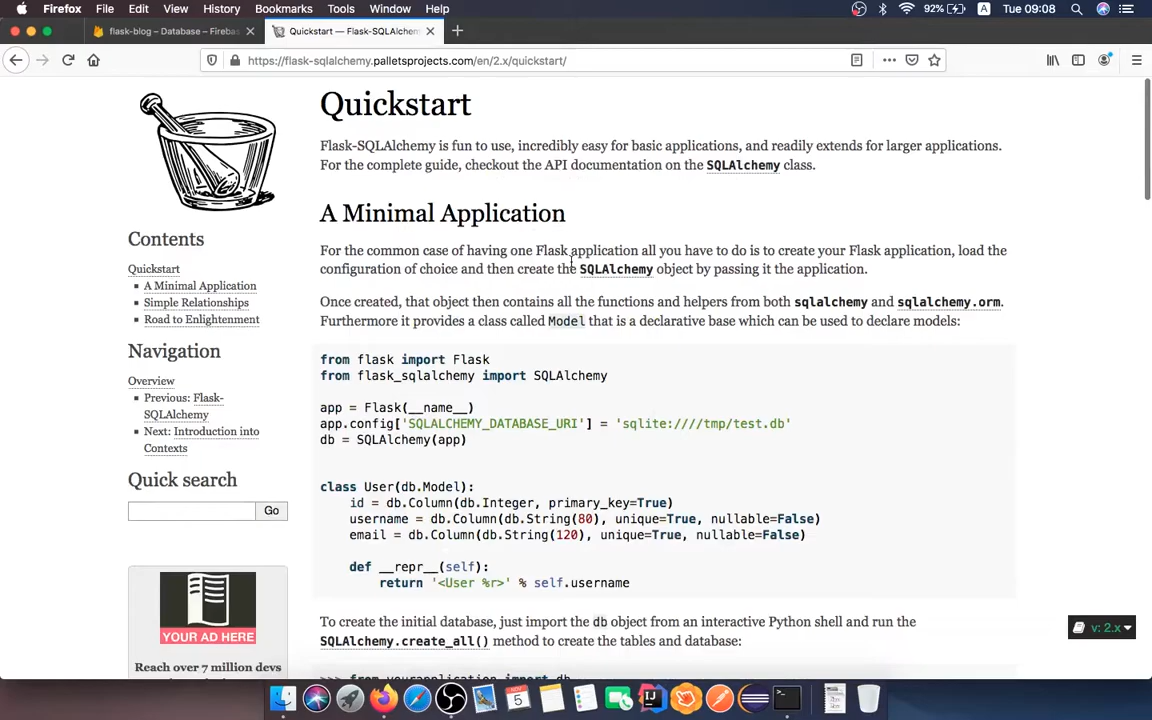 Firefox File Edit View History Bookmarks Tools Window Help 92% A Tue 09:08
flask-blog – Database – Firebas Quickstart — Flask-SQLAlchem
https://flask-sqlalchemy.palletsprojects.com/en/2.x/quickstart/
Quickstart
Flask-SQLAlchemy is fun to use, incredibly easy for basic applications, and readily extends for larger applications.
For the complete guide, checkout the API documentation on the SQLAlchemy class.
A Minimal Application
For the common case of having one Flask application all you have to do is to create your Flask application, load the
configuration of choice and then create the SQLAlchemy object by passing it the application.
Once created, that object then contains all the functions and helpers from both sqlalchemy and sqlalchemy.orm.
Furthermore it provides a class called Model that is a declarative base which can be used to declare models:
from flask import Flask
from flask_sqlalchemy import SQLAlchemy
app = Flask(__name__)
app.config['SQLALCHEMY_DATABASE_URI'] = 'sqlite:////tmp/test.db'
db = SQLAlchemy(app)
class User(db.Model):
id = db.Column(db.Integer, primary_key=True)
username = db.Column(db.String(80), unique=True, nullable=False)
email = db.Column(db.String(120), unique=True, nullable=False)
def __repr__(self):
return '<User %r>' % self.username
To create the initial database, just import the db object from an interactive Python shell and run the
SQLAlchemy.create_all() method to create the tables and database:
>>> from yourapplication import db
Contents
Quickstart
A Minimal Application
Simple Relationships
Road to Enlightenment
Navigation
Overview
Previous: Flask-
SQLAlchemy
Next: Introduction into
Contexts
Quick search
Go
YOUR AD HERE
Reach over 7 million devs
v: 2.x
NOV
5